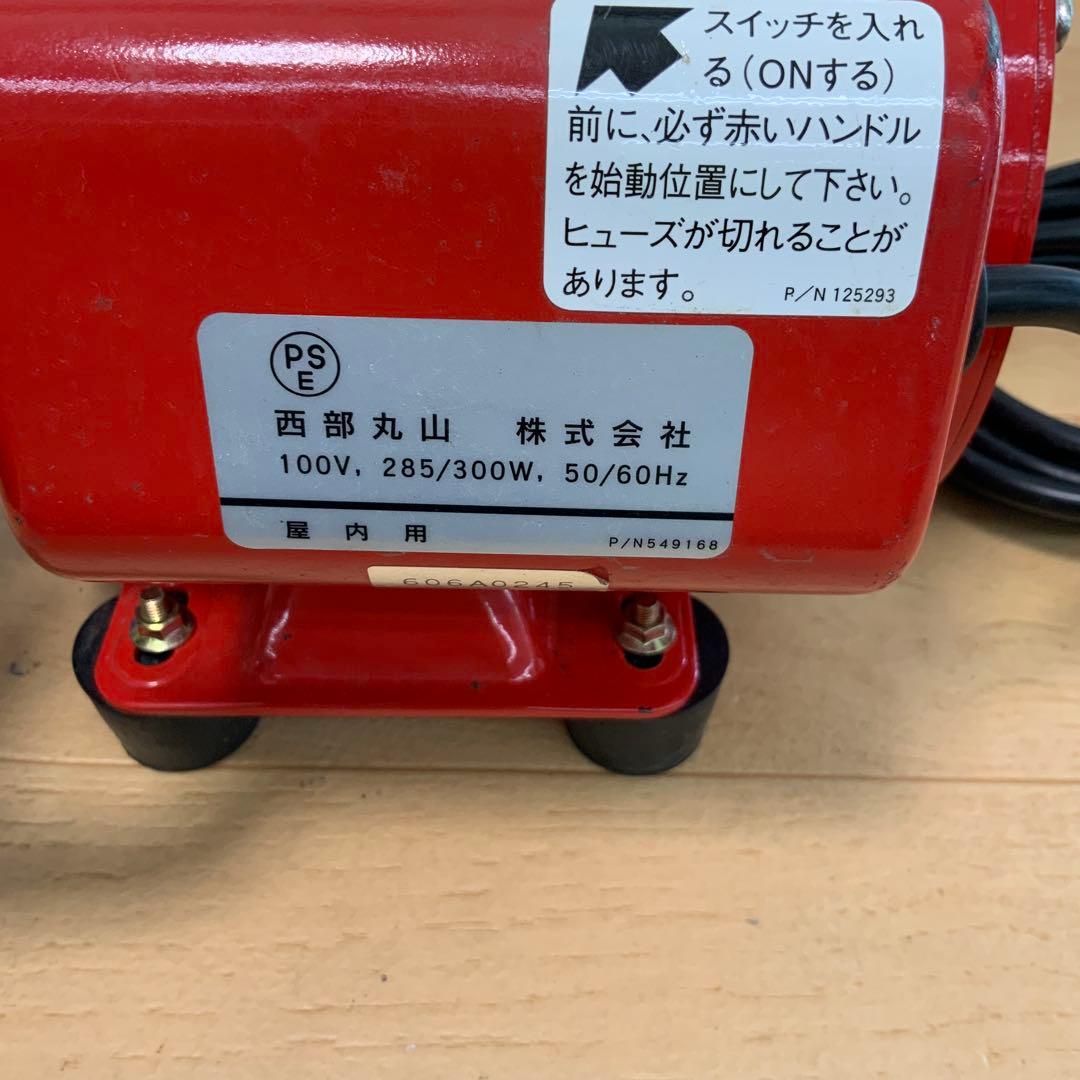 スイッチを入れ
る(ONする)
前に、必ず赤いハンドル
を始動位置にして下さい。
ヒューズが切れることが
あります。
P/N 125293
PS
E
西部丸山 株式会社
100V, 285/300W, 50/60Hz
屋内用
P/N549168
606A0245